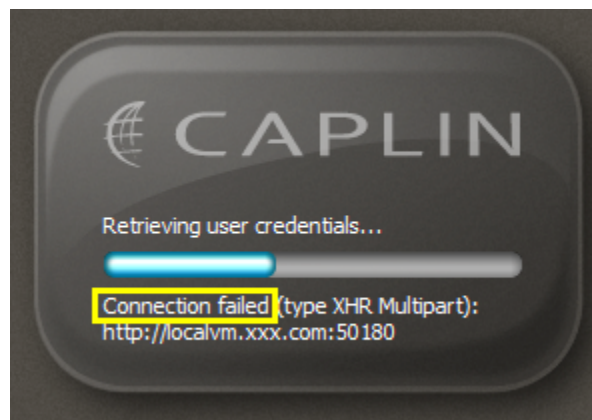 CAPLIN
Retrieving user credentials...
Connection failed (type XHR Multipart):
http://localvm.xxx.com:50180